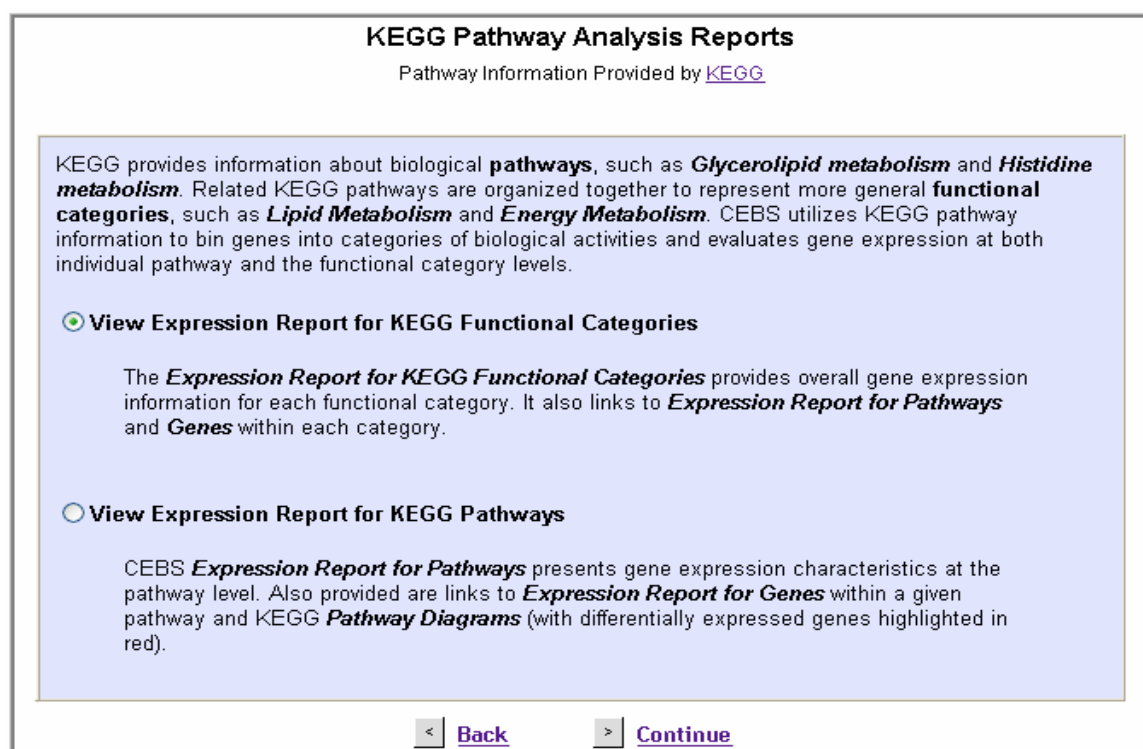 KEGG Pathway Analysis Reports
Pathway Information Provided by KEGG
KEGG provides information about biological pathways, such as Glycerolipid metabolism and Histidine
metabolism. Related KEGG pathways are organized together to represent more general functional
categories, such as Lipid Metabolism and Energy Metabolism. CEBS utilizes KEGG pathway
information to bin genes into categories of biological activities and evaluates gene expression at both
individual pathway and the functional category levels.
View Expression Report for KEGG Functional Categories
The Expression Report for KEGG Functional Categories provides overall gene expression
information for each functional category. It also links to Expression Report for Pathways
and Genes within each category.
View Expression Report for KEGG Pathways
CEBS Expression Report for Pathways presents gene expression characteristics at the
pathway level. Also provided are links to Expression Report for Genes within a given
pathway and KEGG Pathway Diagrams (with differentially expressed genes highlighted in
red).
< Back > Continue